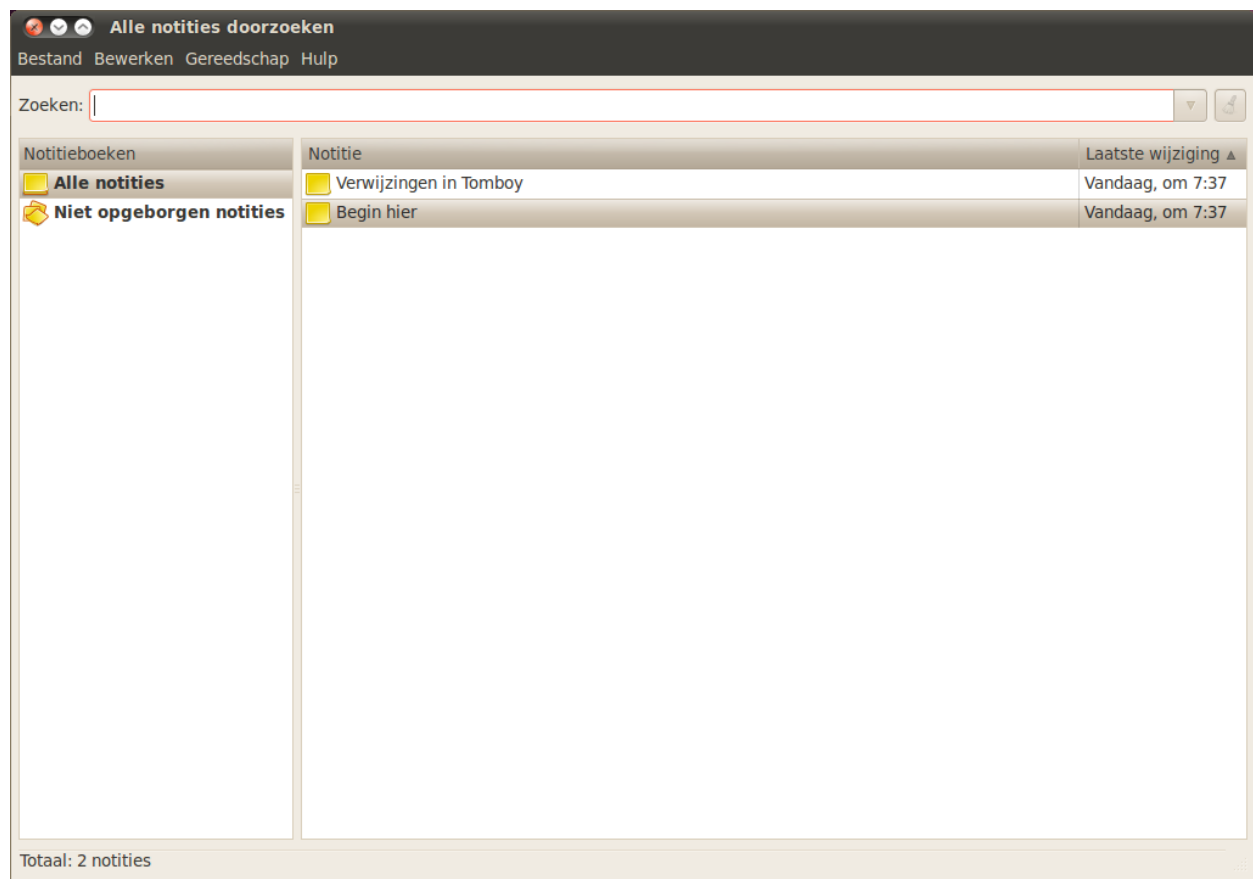 Alle notities doorzoeken
Bestand Bewerken Gereedschap Hulp
Zoeken:
Notitieboeken
Alle notities
Niet opgeborgen notities
Notitie Laatste wijziging
Verwijzingen in Tomboy Vandaag, om 7:37
Begin hier Vandaag, om 7:37
Totaal: 2 notities